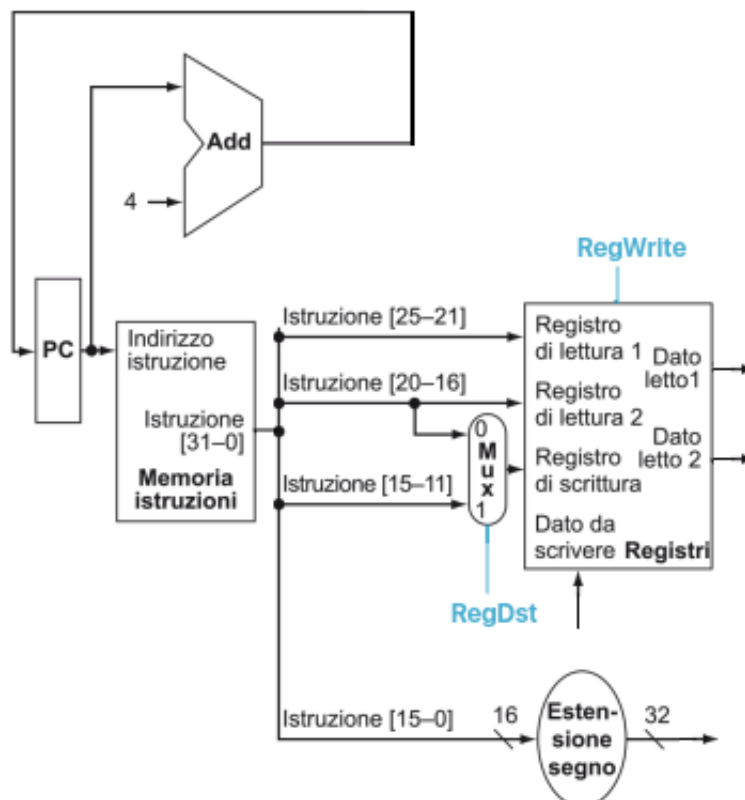 Add
4
RegWrite
PC
Indirizzo
istruzione
Istruzione
[31–0]
Memoria
istruzioni
Istruzione [25–21]
Istruzione [20–16]
Istruzione [15–11]
0
M
u
x
1
RegDst
Registro
di lettura 1
Registro
di lettura 2
Registro
di scrittura
Dato da
scrivere
Registri
Dato
letto1
Dato
letto 2
Istruzione [15–0]
16
Esten-
sione
segno
32